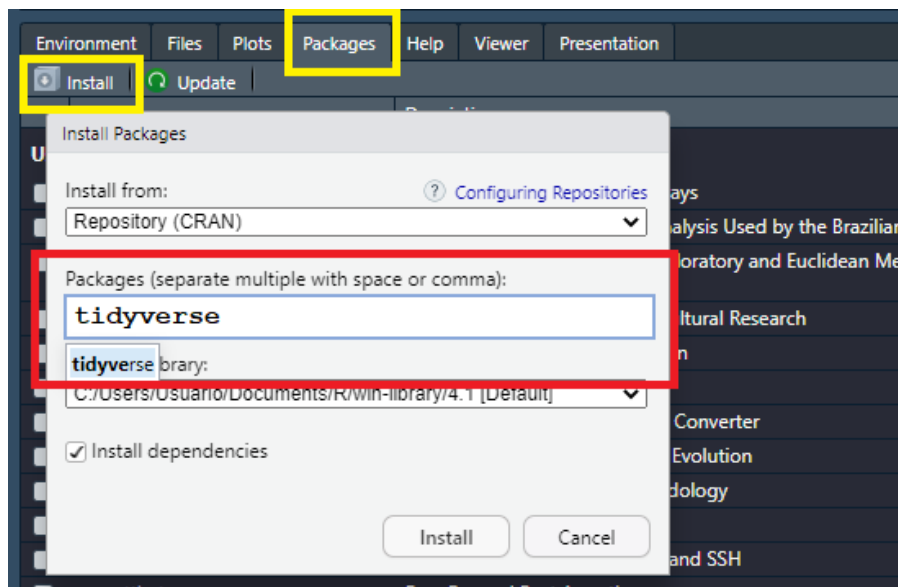 Environment Files Plots Packages Help Viewer Presentation
Install Update
Install Packages
U
Install from:
? Configuring Repositories
Repository (CRAN)
ays
alysis Used by the Brazilian
loratory and Euclidean Me
Packages (separate multiple with space or comma):
tidyverse
ltural Research
tidyverse brary:
n
C:/Users/Usuario/Documents/R/win-library/4.1 [Default]
Converter
Install dependencies
Evolution
dology
Install Cancel
and SSH